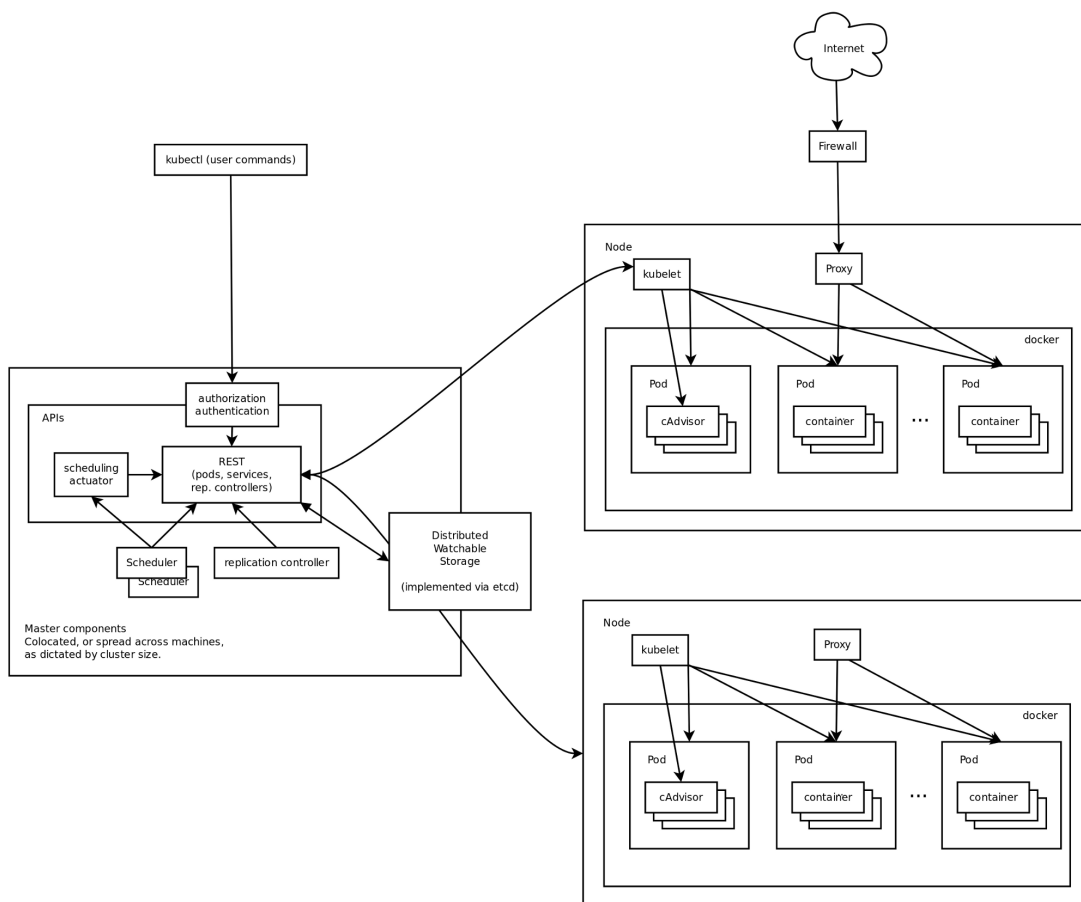 Internet
Firewall
kubectl (user commands)
Node
kubelet
Proxy
docker
Pod
cAdvisor
Pod
container
...
Pod
container
authorization
authentication
APIs
REST
(pods, services,
rep. controllers)
scheduling
actuator
Scheduler
Scheduler
replication controller
Distributed
Watchable
Storage
(implemented via etcd)
Master components
Colocated, or spread across machines,
as dictated by cluster size.
Node
kubelet
Proxy
docker
Pod
cAdvisor
Pod
container
...
Pod
container